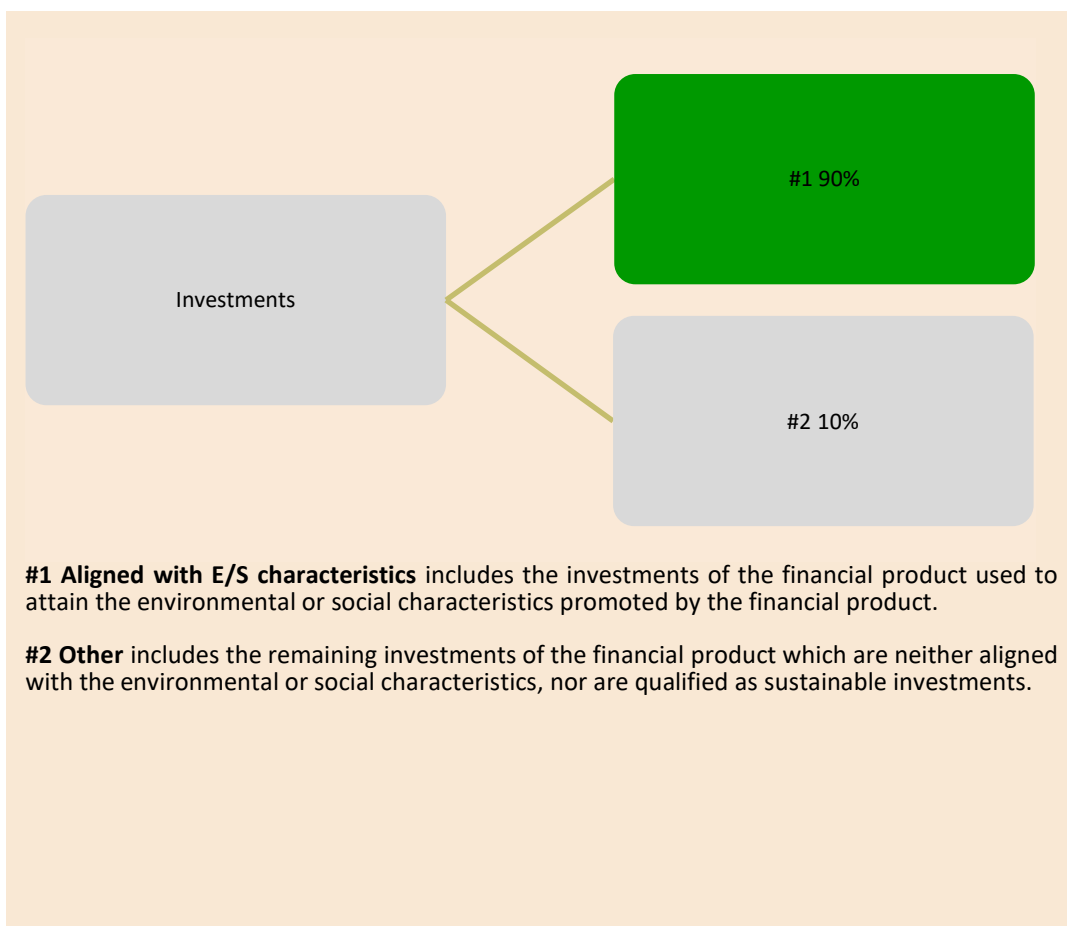 #1 90%
Investments
#2 10%
#1 Aligned with E/S characteristics includes the investments of the financial product used to
attain the environmental or social characteristics promoted by the financial product.
#2 Other includes the remaining investments of the financial product which are neither aligned
with the environmental or social characteristics, nor are qualified as sustainable investments.